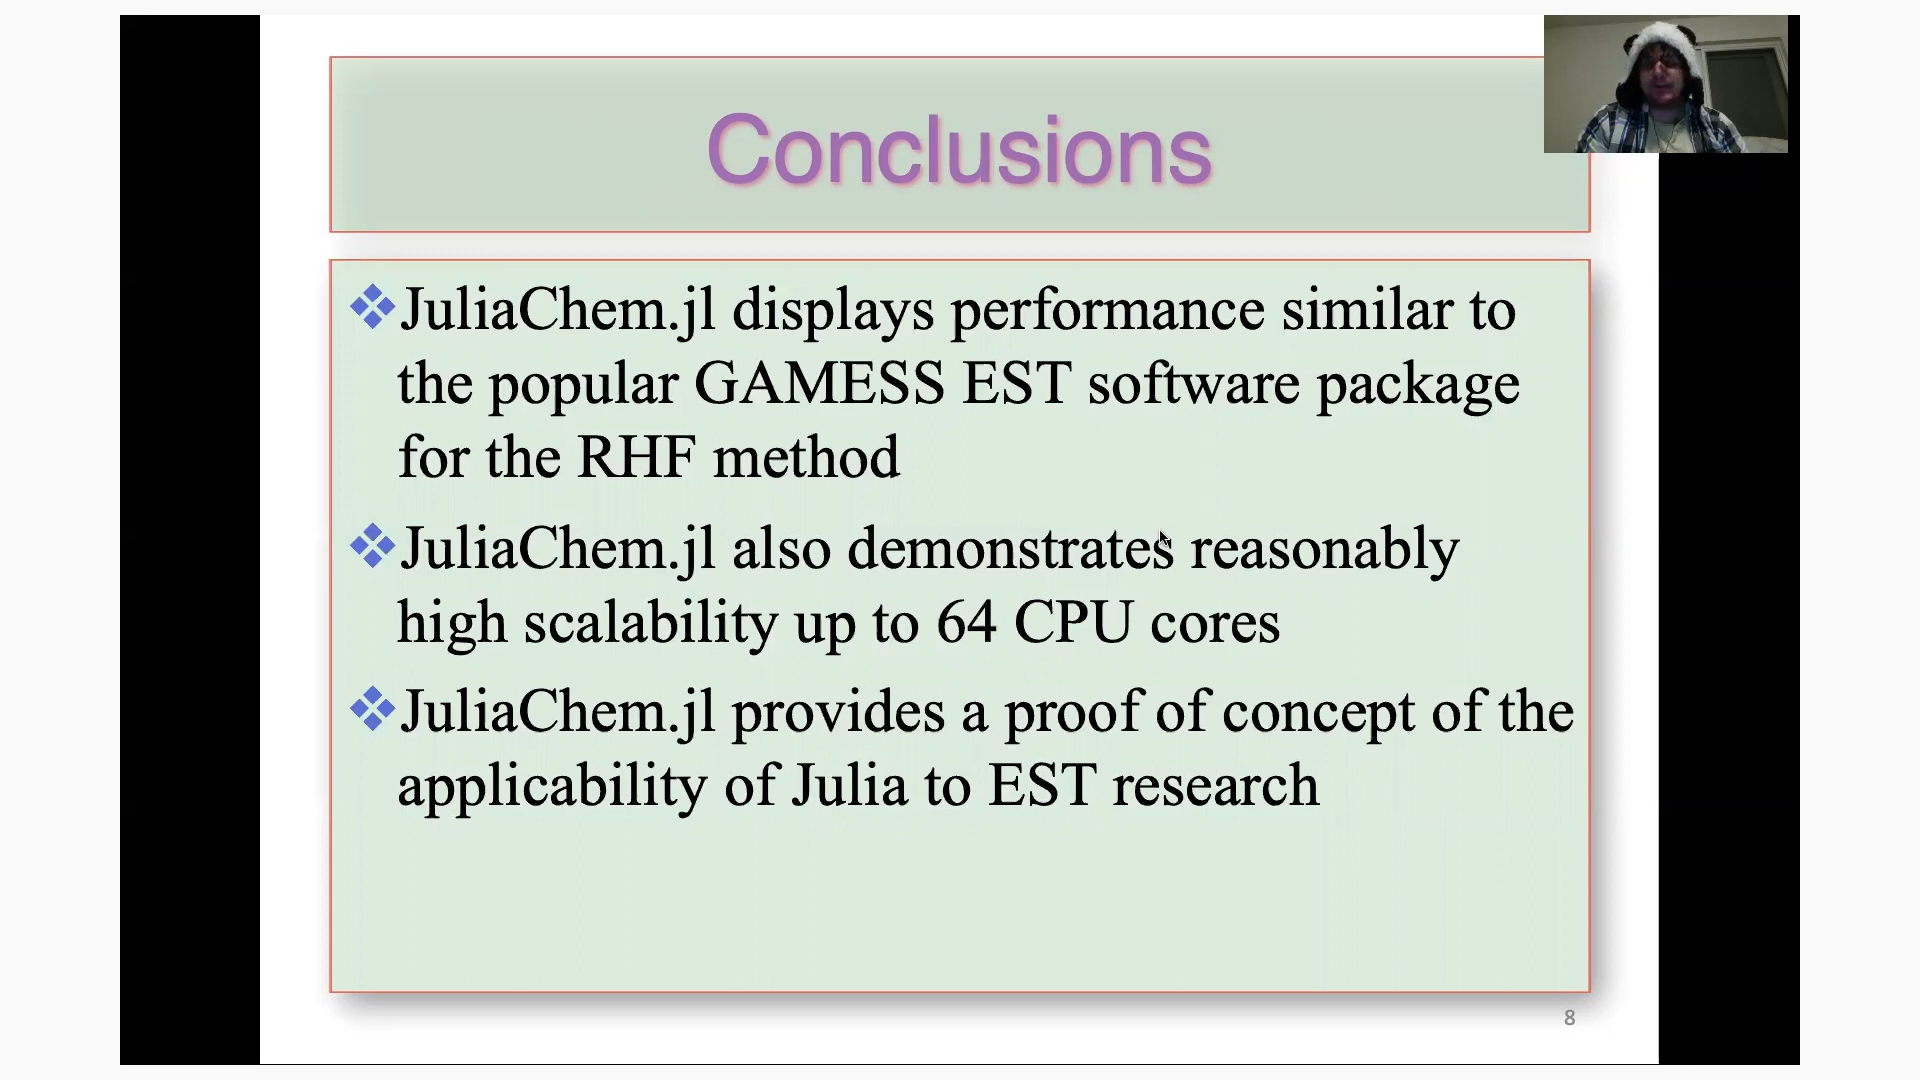 Conclusions
JuliaChem.jl displays performance similar to
the popular GAMESS EST software package
for the RHF method
JuliaChem.jl also demonstrates reasonably
high scalability up to 64 CPU cores
JuliaChem.jl provides a proof of concept of the
applicability of Julia to EST research
8